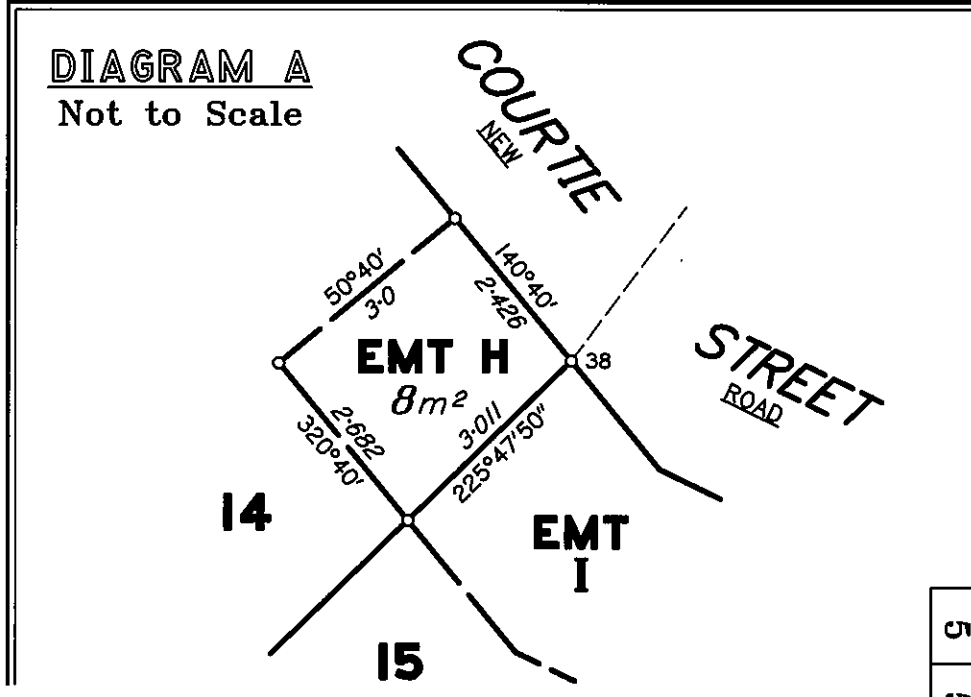 DIAGRAM A
Not to Scale
COURTIE
NEW
50°40'
3·0
140°40'
2·426
EMT H
8m²
38
STREET
ROAD
3·011
225°47'50"
2·682
320°40'
14
EMT
I
15
5